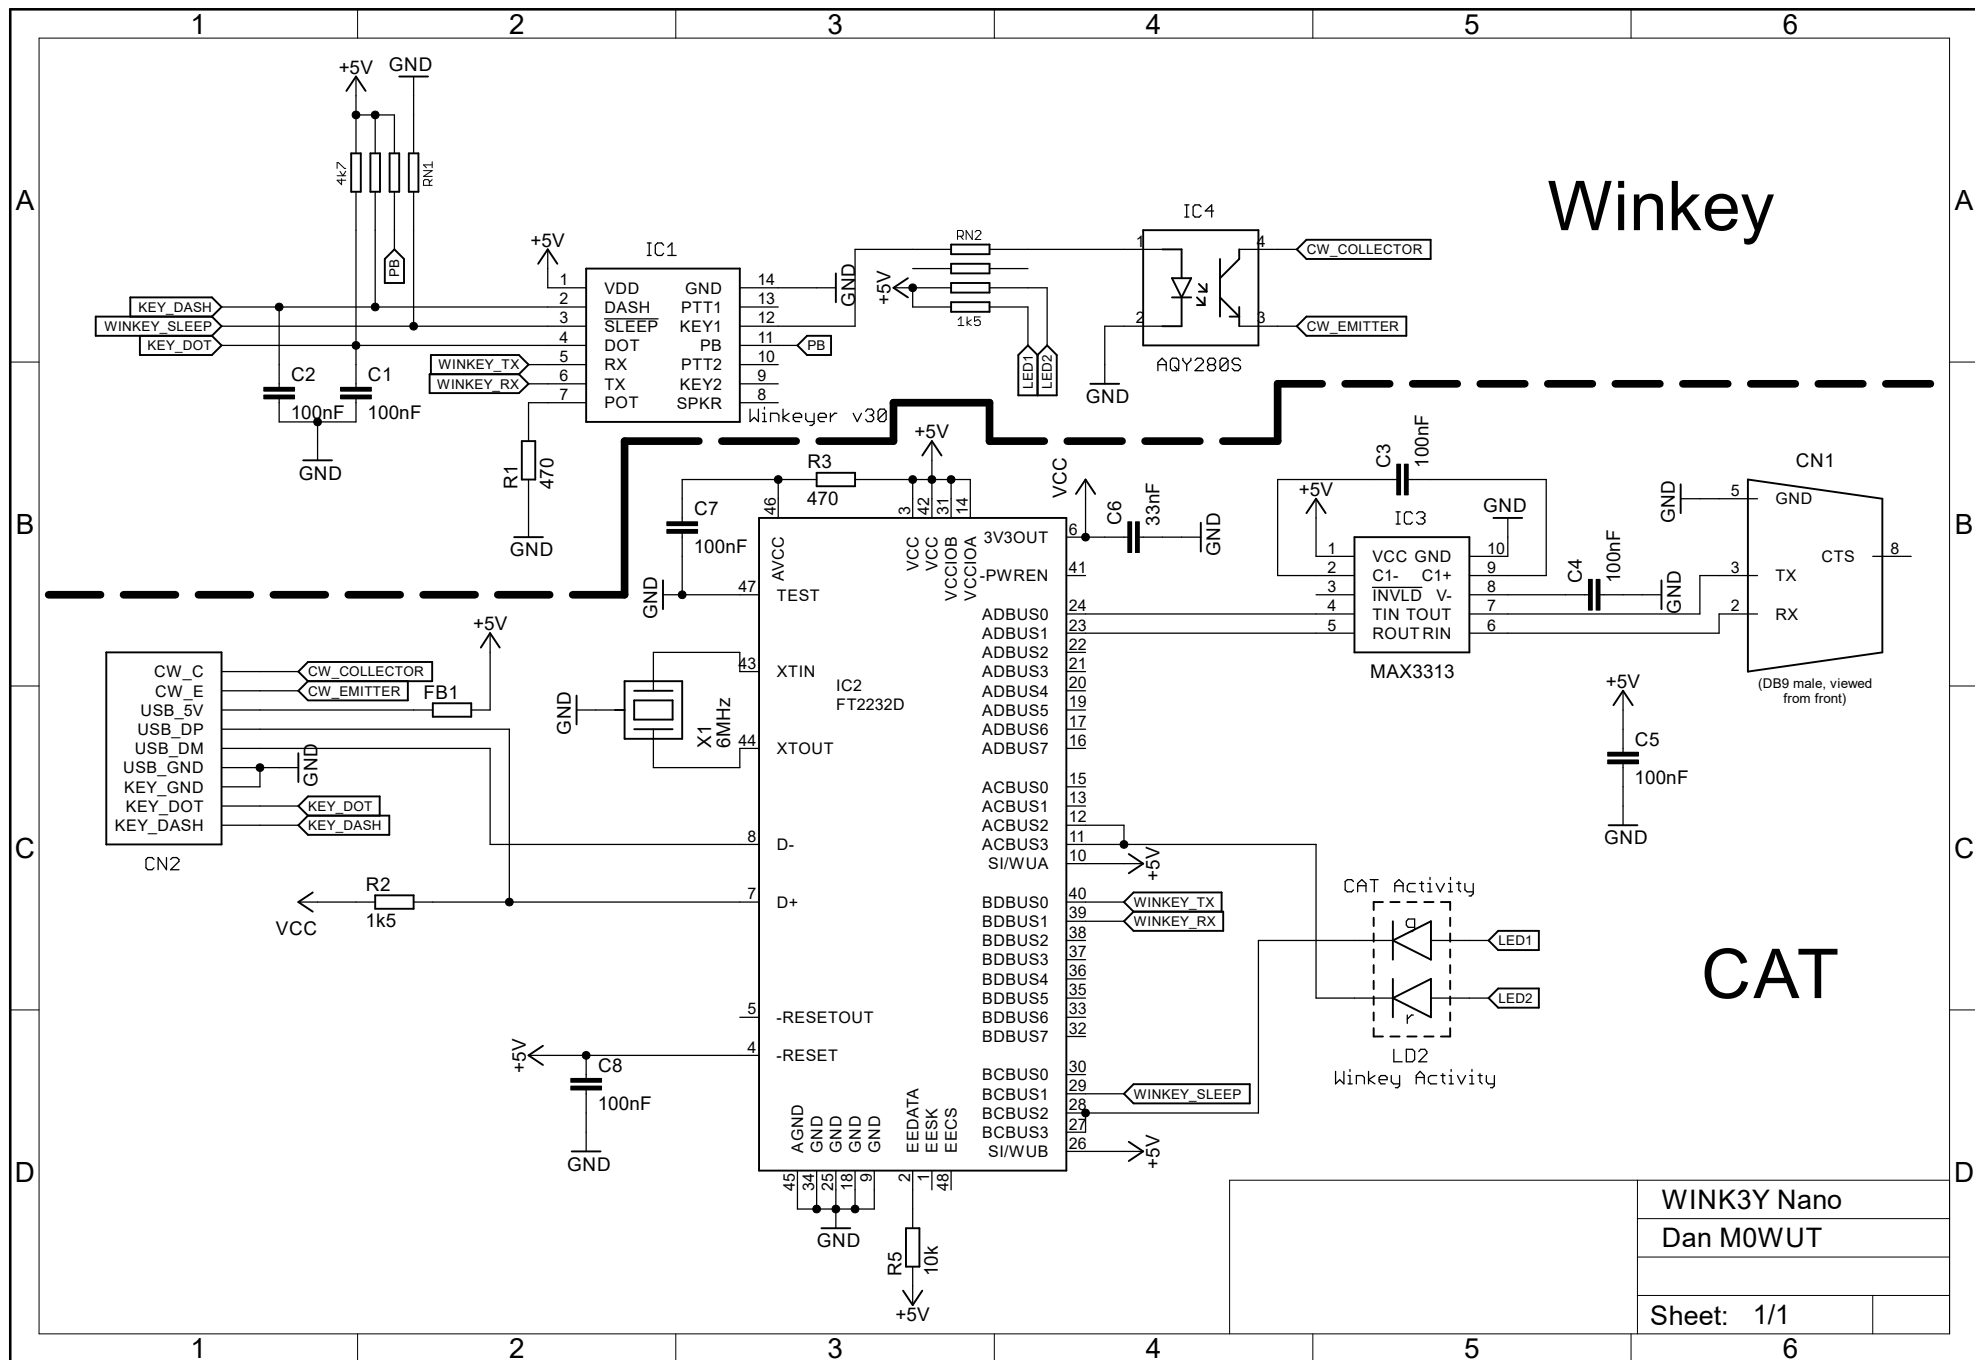 1 2 3 4 5 6
A A
B B
C C
D D
1 2 3 4 5 6
Winkey
+5V
GND
4k7
RN1
PB
KEY_DASH
WINKEY_SLEEP
KEY_DOT
C2
100nF
C1
100nF
GND
+5V
IC1
1 VDD GND 14
2 DASH PTT1 13
3 SLEEP KEY1 12
4 DOT PB 11
5 RX PTT2 10
6 TX KEY2 9
7 POT SPKR 8
Winkeyer v30
WINKEY_TX
WINKEY_RX
PB
R1
470
GND
GND
+5V
RN2
1k5
LED1
LED2
IC4
1
2
4
3
AQY280S
GND
CW_COLLECTOR
CW_EMITTER
CAT
R3
470
+5V
C7
100nF
GND
46
3
42
31
14
AVCC
VCC
VCC
VCCIOB
VCCIOA
47 TEST
43 XTIN
44 XTOUT
8 D-
7 D+
5 -RESETOUT
4 -RESET
IC2
FT2232D
3V3OUT 6
-PWREN 41
ADBUS0 24
ADBUS1 23
ADBUS2 22
ADBUS3 21
ADBUS4 20
ADBUS5 19
ADBUS6 17
ADBUS7 16
ACBUS0 15
ACBUS1 13
ACBUS2 12
ACBUS3 11
SI/WUA 10
BDBUS0 40
BDBUS1 39
BDBUS2 38
BDBUS3 37
BDBUS4 36
BDBUS5 35
BDBUS6 33
BDBUS7 32
BCBUS0 30
BCBUS1 29
BCBUS2 28
BCBUS3 27
SI/WUB 26
AGND
GND
GND
GND
GND
EEDATA
EESK
EECS
45
34
25
18
9
2
1
48
GND
R5
10k
+5V
VCC
C6
33nF
GND
+5V
WINKEY_TX
WINKEY_RX
WINKEY_SLEEP
+5V
GND
X1
6MHz
+5V
CW_C
CW_E
USB_5V
USB_DP
USB_DM
USB_GND
KEY_GND
KEY_DOT
KEY_DASH
CN2
CW_COLLECTOR
CW_EMITTER
FB1
GND
KEY_DOT
KEY_DASH
VCC
R2
1k5
+5V
C8
100nF
GND
C3
100nF
+5V
IC3
GND
1 VCC GND 10
2 C1- C1+ 9
3 INVLD V- 8
4 TIN TOUT 7
5 ROUT RIN 6
MAX3313
C4
100nF
GND
CN1
GND
5 GND
CTS 8
3 TX
2 RX
(DB9 male, viewed
from front)
+5V
C5
100nF
GND
CAT Activity
g
r
LED1
LED2
LD2
Winkey Activity
WINK3Y Nano
Dan M0WUT
Sheet: 1/1